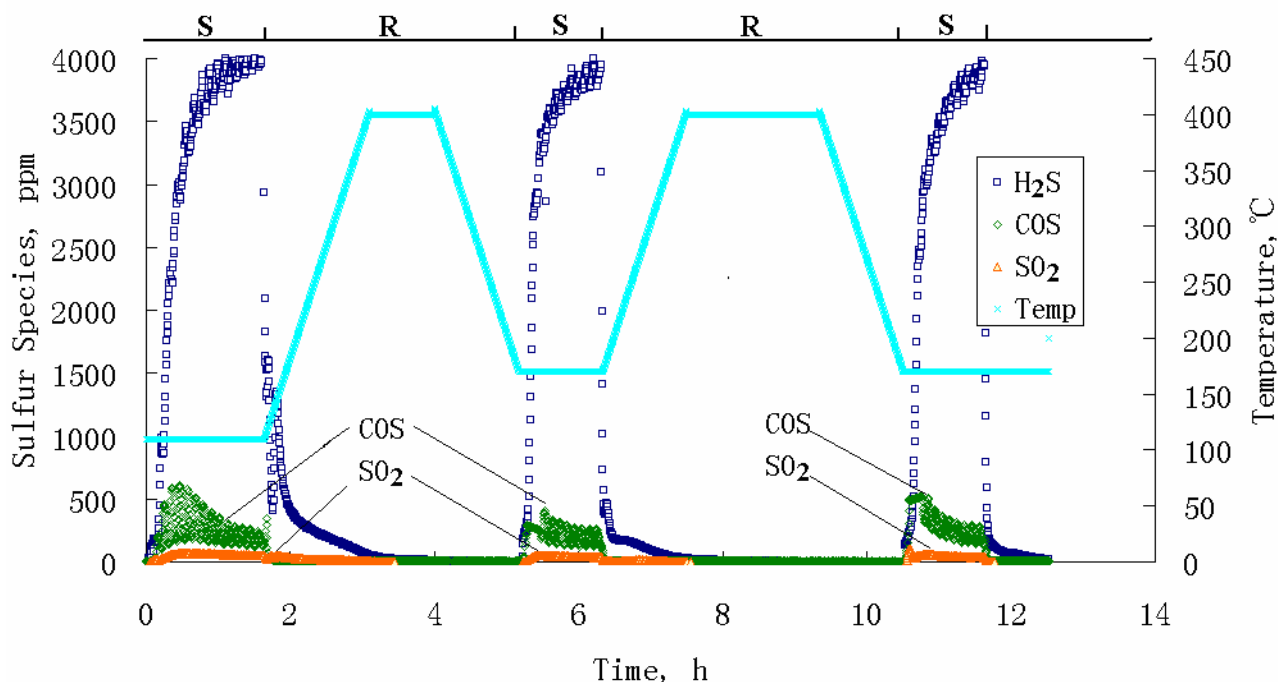 S R S R S
4000
3500
3000
2500
2000
1500
1000
500
0
Sulfur Species, ppm
450
400
350
300
250
200
150
100
50
0
Temperature, ℃
H2S
COS
SO2
Temp
COS
SO2
COS
SO2
0 2 4 6 8 10 12 14
Time, h